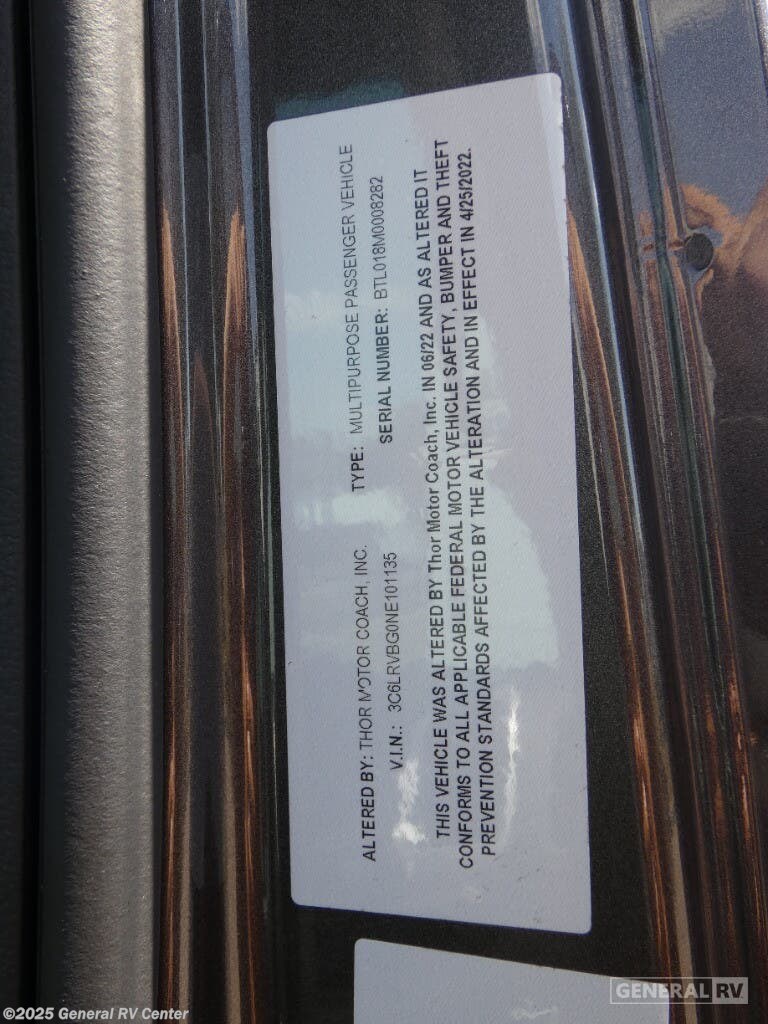 ALTERED BY: THOR MOTOR COACH, INC. TYPE: MULTIPURPOSE PASSENGER VEHICLE
V.I.N.: 3C6LRVBG0NE101135 SERIAL NUMBER: BTL018M0008282
THIS VEHICLE WAS ALTERED BY Thor Motor Coach, Inc. IN 06/22 AND AS ALTERED IT
CONFORMS TO ALL APPLICABLE FEDERAL MOTOR VEHICLE SAFETY, BUMPER AND THEFT
PREVENTION STANDARDS AFFECTED BY THE ALTERATION AND IN EFFECT IN 4/25/2022.
GENERAL RV
©2025 General RV Center